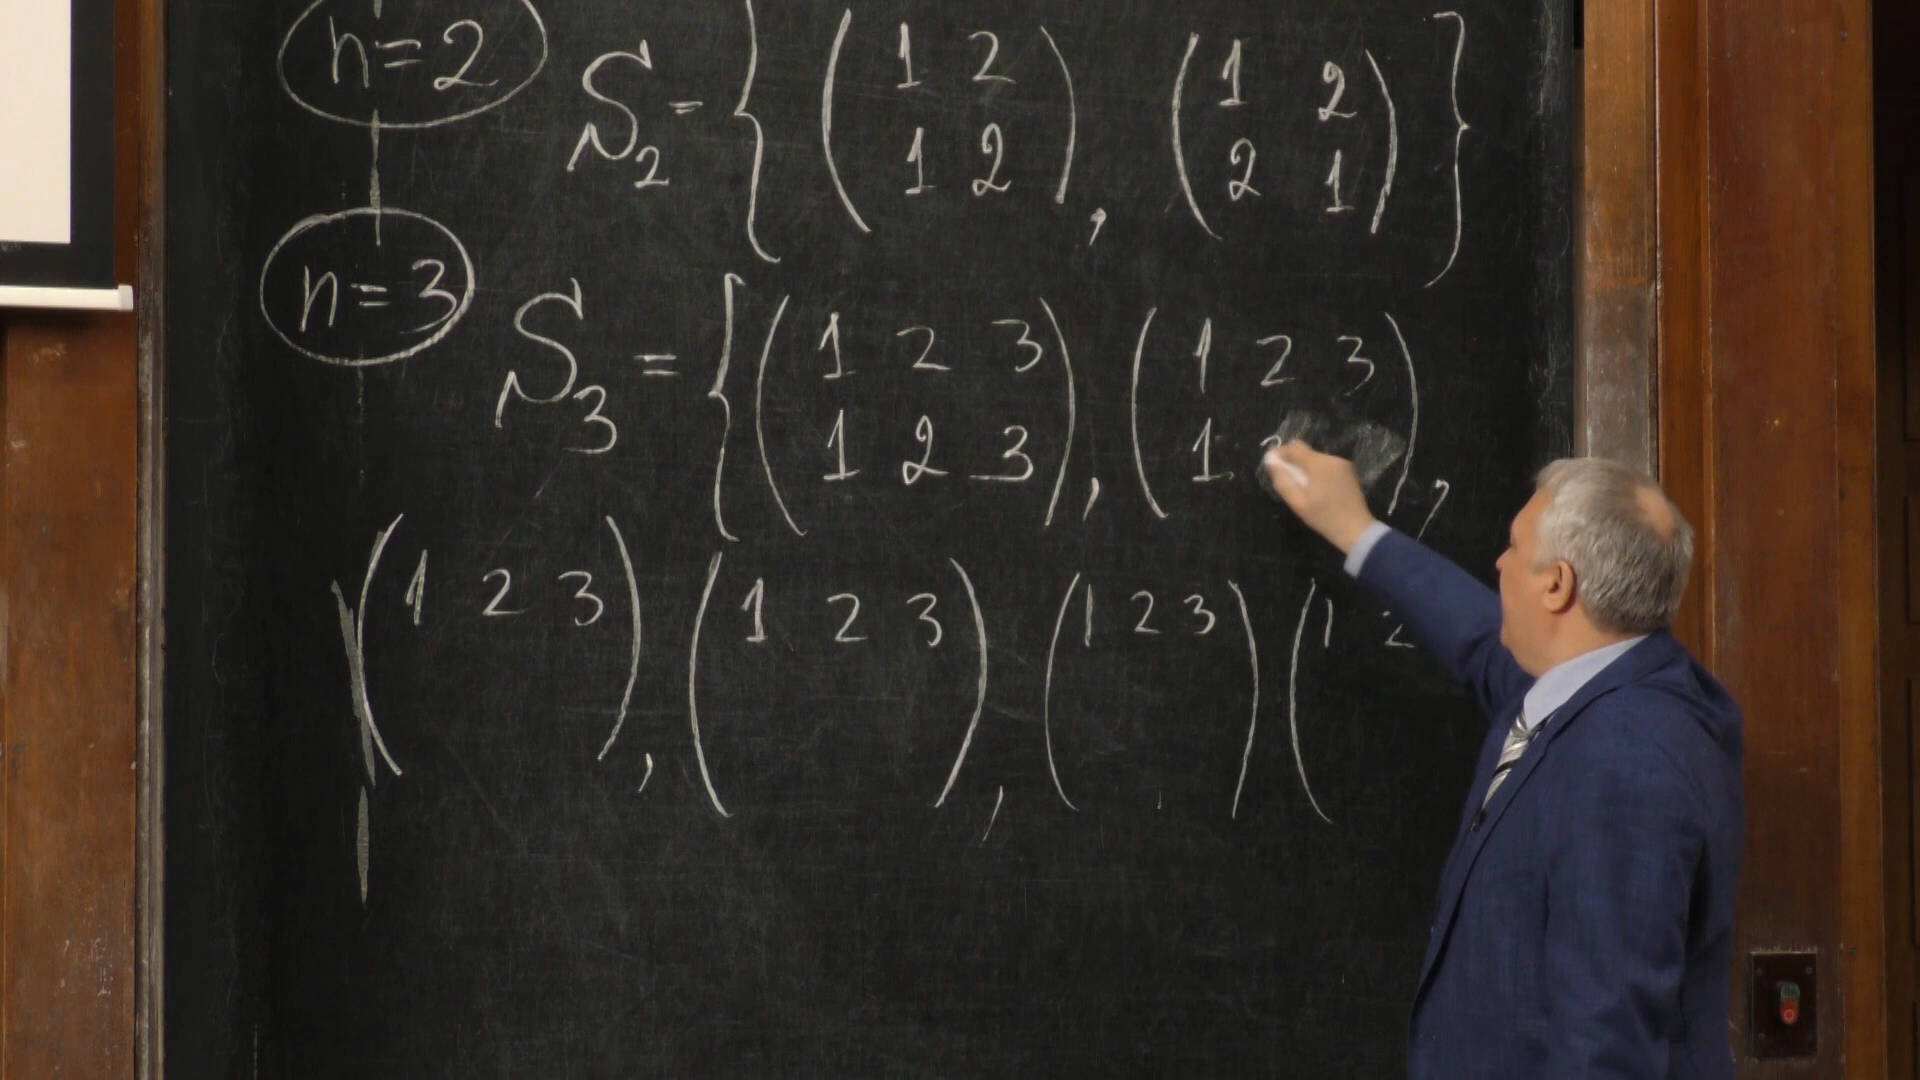 n=2
S₂ = { ( 1 2
1 2 ) , ( 1 2
2 1 ) }
n=3
S₃ = { ( 1 2 3
1 2 3 ) , ( 1 2 3
1 ) ,
( 1 2 3 ) , ( 1 2 3 ) , ( 1 2 3 ) ( 1 2